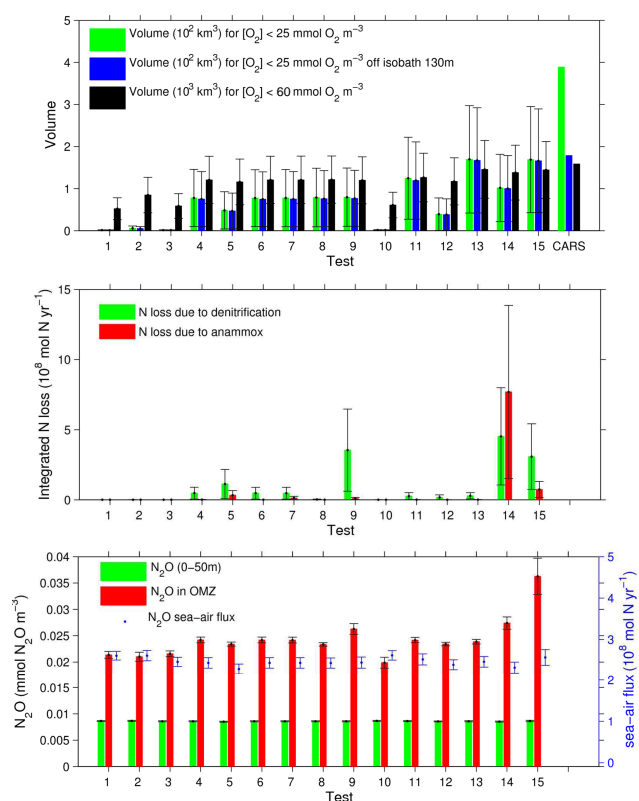 5
4
3
2
1
0
Volume
Volume (10² km³) for [O₂] < 25 mmol O₂ m⁻³
Volume (10² km³) for [O₂] < 25 mmol O₂ m⁻³ off isobath 130m
Volume (10³ km³) for [O₂] < 60 mmol O₂ m⁻³
1 2 3 4 5 6 7 8 9 10 11 12 13 14 15 CARS
Test
15
10
5
0
Integrated N loss (10⁸ mol N yr⁻¹)
N loss due to denitrification
N loss due to anammox
1 2 3 4 5 6 7 8 9 10 11 12 13 14 15
Test
0.04
0.035
0.03
0.025
0.02
0.015
0.01
0.005
0
N₂O (mmol N₂O m⁻³)
N₂O (0−50m)
N₂O in OMZ
N₂O sea−air flux
5
4
3
2
1
0
sea−air flux (10⁸ mol N yr⁻¹)
1 2 3 4 5 6 7 8 9 10 11 12 13 14 15
Test